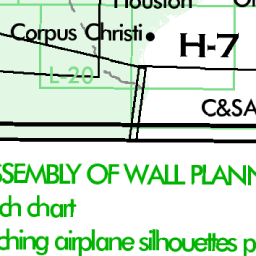 Houston
Corpus Christi
H-7
L-20
C&SA
SSEMBLY OF WALL PLANN
ch chart
ching airplane silhouettes p